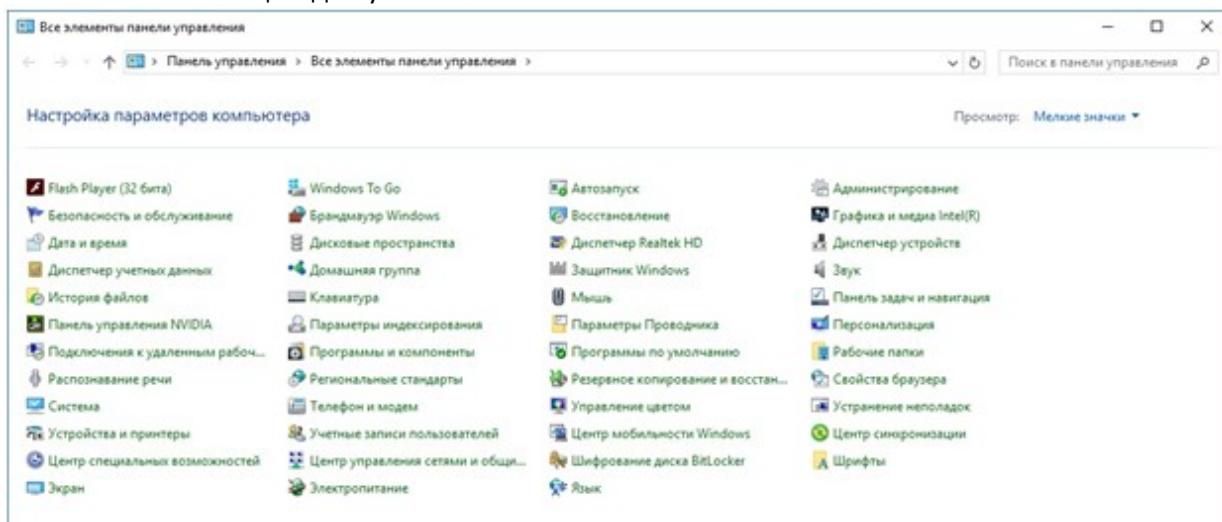 Все элементы панели управления
Панель управления > Все элементы панели управления >
Поиск в панели управления
Настройка параметров компьютера
Просмотр: Мелкие значки
Flash Player (32 бита) Windows To Go Автозапуск Администрирование
Безопасность и обслуживание Брандмауэр Windows Восстановление Графика и медиа Intel(R)
Дата и время Дисковые пространства Диспетчер Realtek HD Диспетчер устройств
Диспетчер учетных данных Домашняя группа Защитник Windows Звук
История файлов Клавиатура Мышь Панель задач и навигация
Панель управления NVIDIA Параметры индексирования Параметры Проводника Персонализация
Подключения к удаленным рабоч... Программы и компоненты Программы по умолчанию Рабочие папки
Распознавание речи Региональные стандарты Резервное копирование и восстан... Свойства браузера
Система Телефон и модем Управление цветом Устранение неполадок
Устройства и принтеры Учетные записи пользователей Центр мобильности Windows Центр синхронизации
Центр специальных возможностей Центр управления сетями и общи... Шифрование диска BitLocker Шрифты
Экран Электропитание Язык